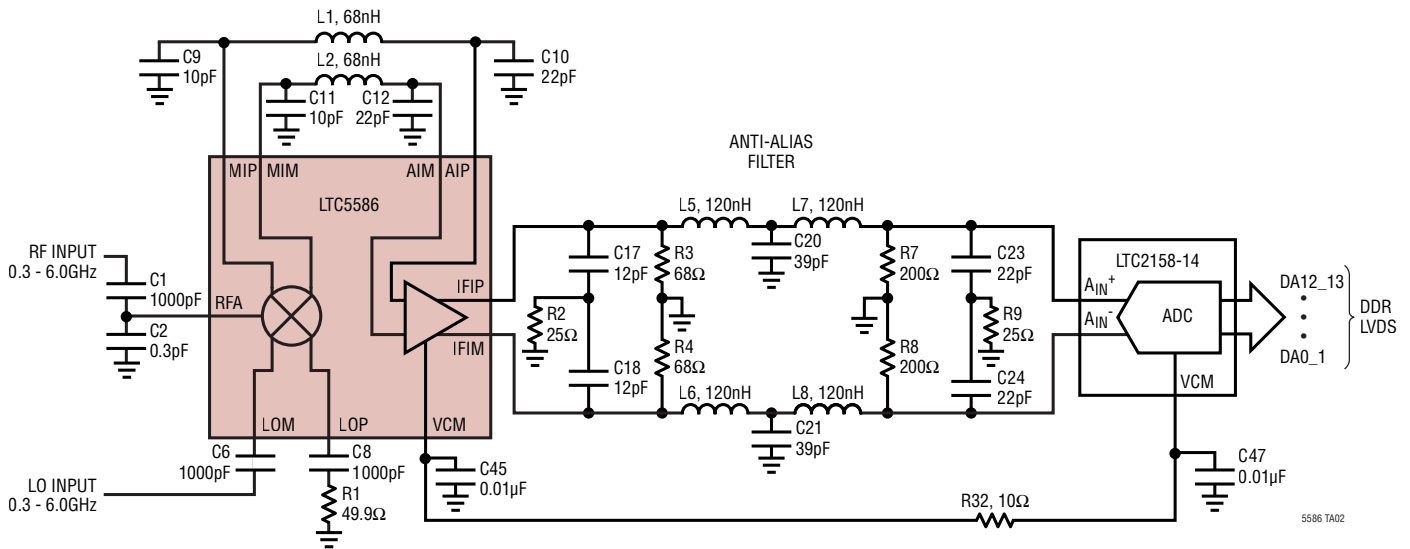 L1, 68nH
C9
10pF
L2, 68nH
C10
22pF
C11
10pF
C12
22pF
ANTI-ALIAS
FILTER
MIP
MIM
AIM
AIP
LTC5586
RF INPUT
0.3 - 6.0GHz
C1
1000pF
RFA
C2
0.3pF
IFIP
IFIM
LOM
LOP
VCM
C6
1000pF
C8
1000pF
LO INPUT
0.3 - 6.0GHz
R1
49.9Ω
C45
0.01µF
R2
25Ω
C17
12pF
C18
12pF
R3
68Ω
R4
68Ω
L5, 120nH
L7, 120nH
C20
39pF
L6, 120nH
L8, 120nH
C21
39pF
R7
200Ω
R8
200Ω
C23
22pF
R9
25Ω
C24
22pF
LTC2158-14
AIN+
AIN-
ADC
VCM
DA12_13
DA0_1
DDR
LVDS
C47
0.01µF
R32, 10Ω
5586 TA02